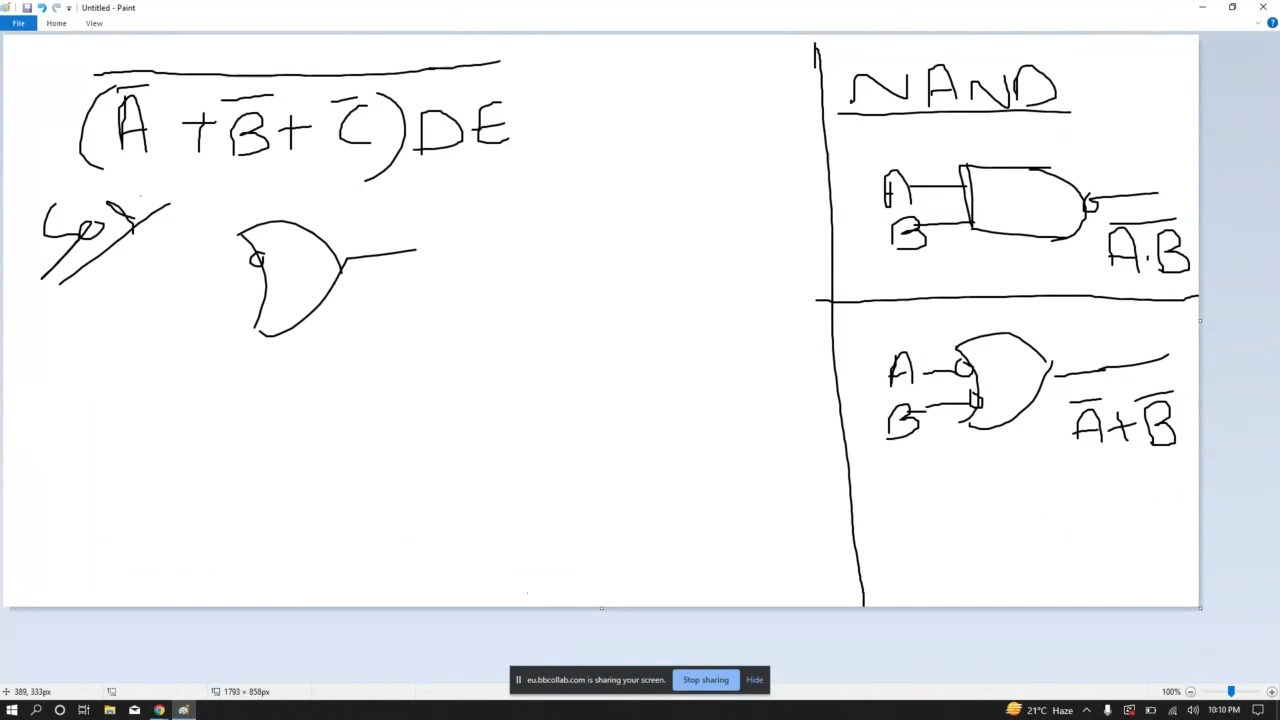 Untitled - Paint
File Home View
(A̅ + B̅ + C̅) D E
Sol
NAND
A
B
A̅.̅B̅
A
B
A̅+B̅
eu.bbcollab.com is sharing your screen. Stop sharing Hide
389, 333px 1793 × 858px 100%
21°C Haze 10:10 PM